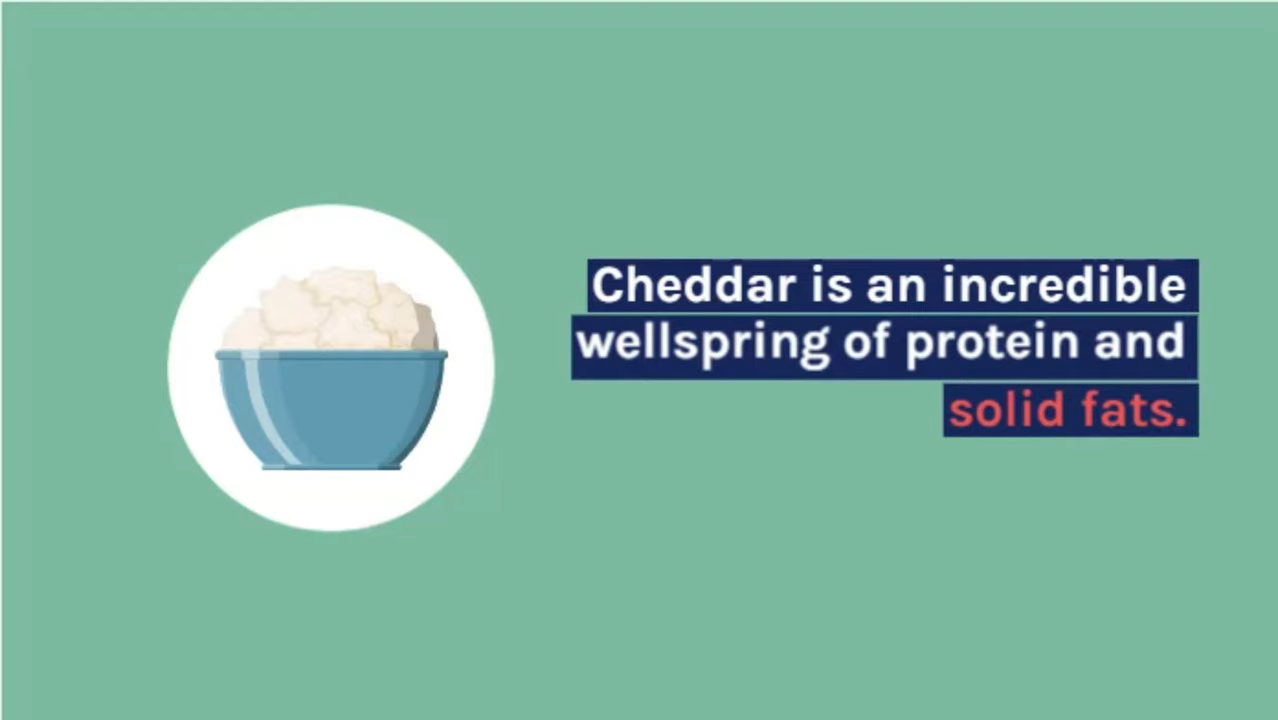 Cheddar is an incredible
wellspring of protein and
solid fats.